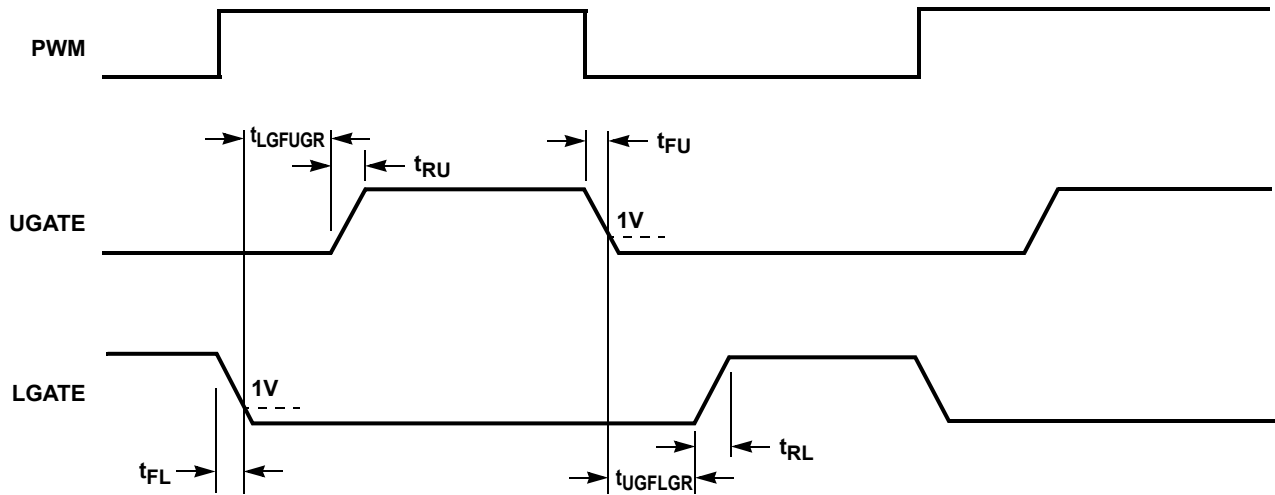 PWM
tLGFUGR
tFU
tRU
UGATE
1V
LGATE
1V
tRL
tFL
tUGFLGR